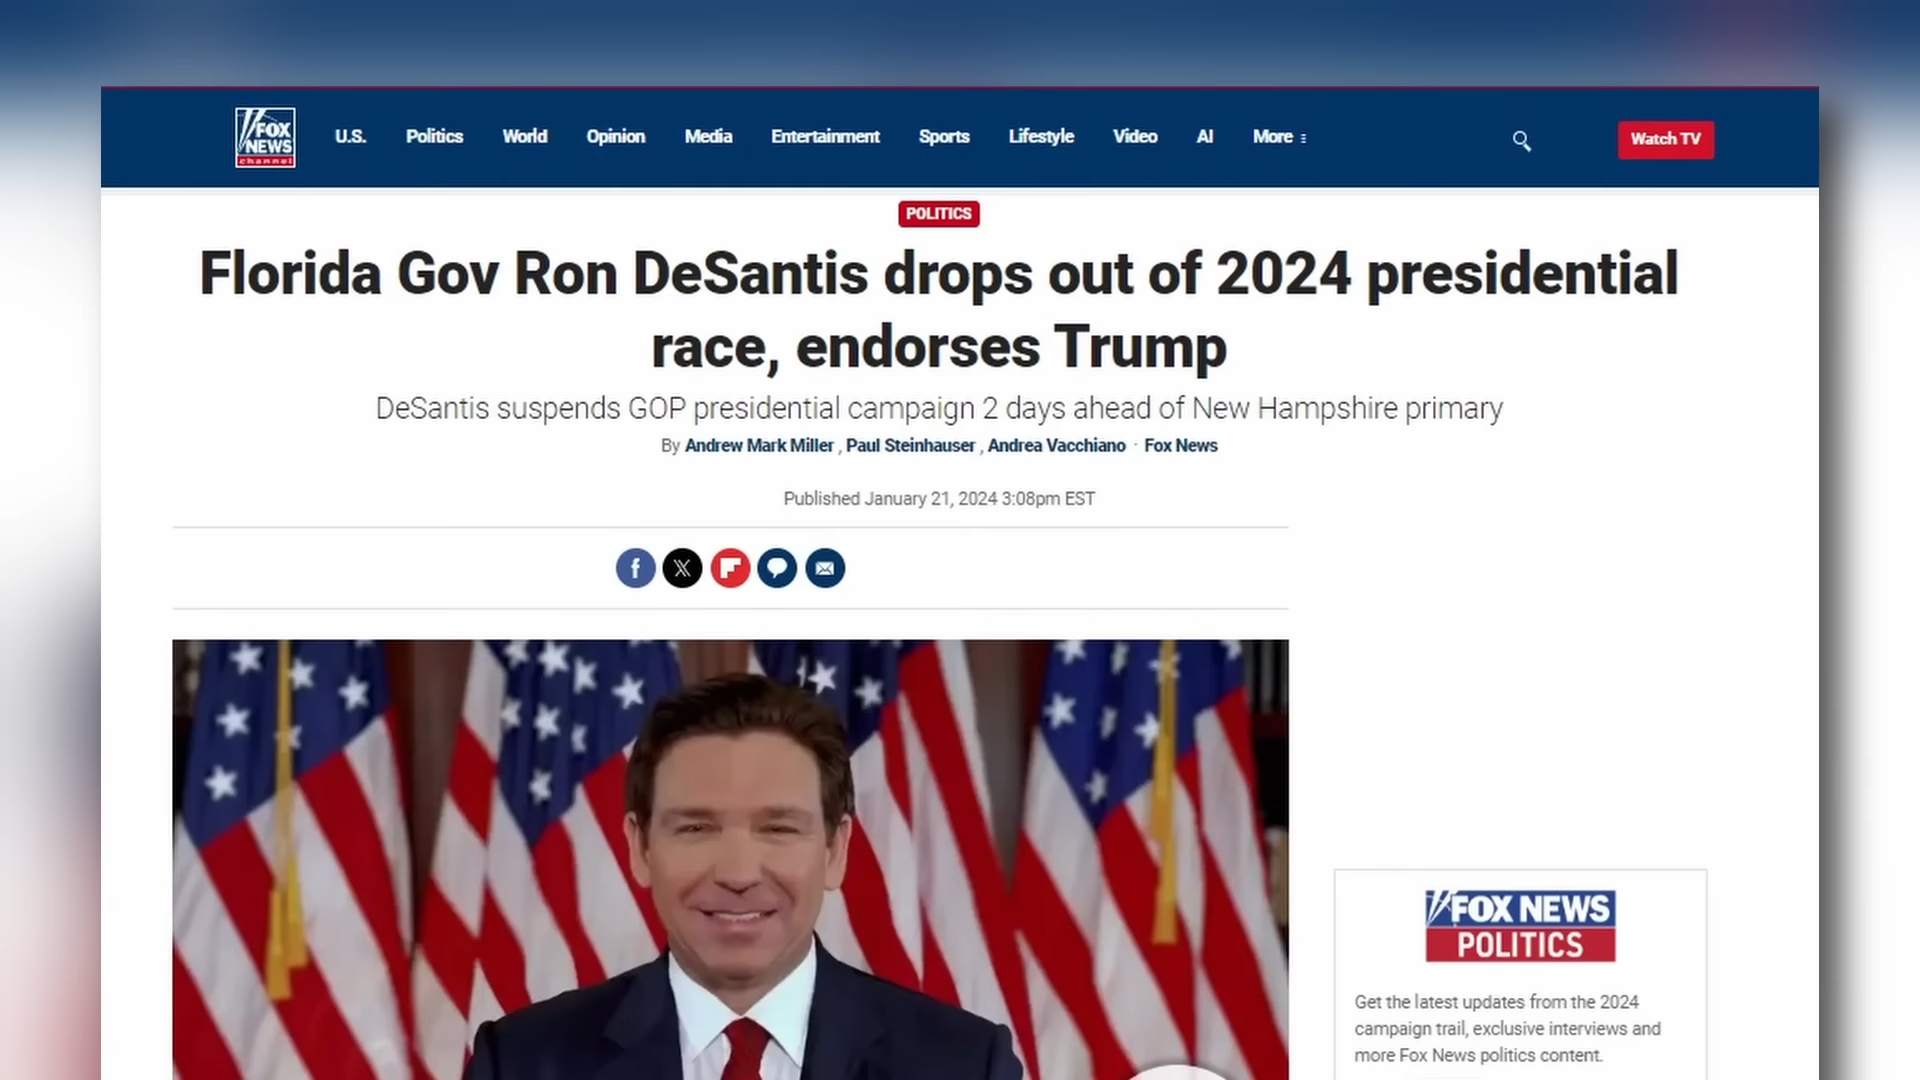 FOX
NEWS
channel
U.S. Politics World Opinion Media Entertainment Sports Lifestyle Video AI More
Watch TV
POLITICS
Florida Gov Ron DeSantis drops out of 2024 presidential
race, endorses Trump
DeSantis suspends GOP presidential campaign 2 days ahead of New Hampshire primary
By Andrew Mark Miller , Paul Steinhauser , Andrea Vacchiano · Fox News
Published January 21, 2024 3:08pm EST
FOX NEWS
POLITICS
Get the latest updates from the 2024
campaign trail, exclusive interviews and
more Fox News politics content.